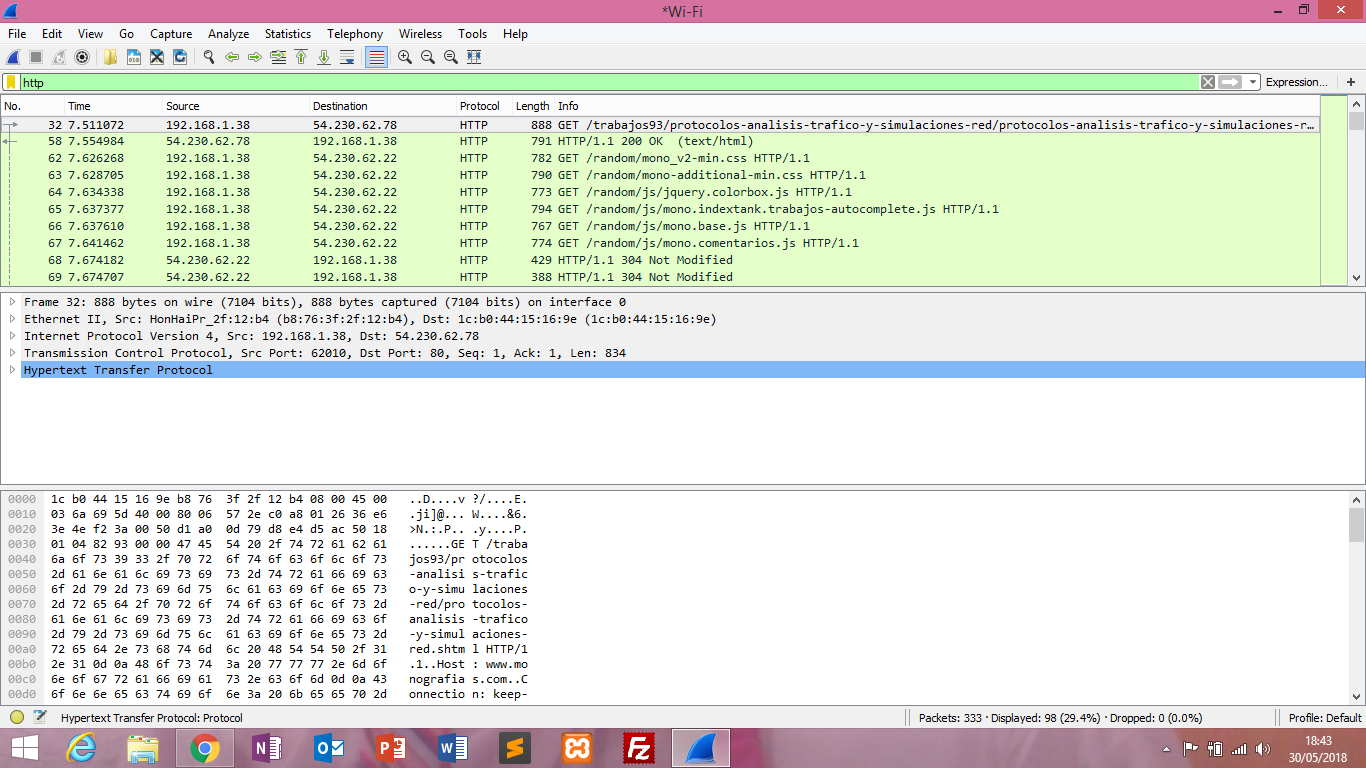 *Wi-Fi
File Edit View Go Capture Analyze Statistics Telephony Wireless Tools Help
http
Expression...
No. Time Source Destination Protocol Length Info
32 7.511072 192.168.1.38 54.230.62.78 HTTP 888 GET /trabajos93/protocolos-analisis-trafico-y-simulaciones-red/protocolos-analisis-trafico-y-simulaciones-r...
58 7.554984 54.230.62.78 192.168.1.38 HTTP 791 HTTP/1.1 200 OK (text/html)
62 7.626268 192.168.1.38 54.230.62.22 HTTP 782 GET /random/mono_v2-min.css HTTP/1.1
63 7.628705 192.168.1.38 54.230.62.22 HTTP 790 GET /random/mono-additional-min.css HTTP/1.1
64 7.634338 192.168.1.38 54.230.62.22 HTTP 773 GET /random/js/jquery.colorbox.js HTTP/1.1
65 7.637377 192.168.1.38 54.230.62.22 HTTP 794 GET /random/js/mono.indextank.trabajos-autocomplete.js HTTP/1.1
66 7.637610 192.168.1.38 54.230.62.22 HTTP 767 GET /random/js/mono.base.js HTTP/1.1
67 7.641462 192.168.1.38 54.230.62.22 HTTP 774 GET /random/js/mono.comentarios.js HTTP/1.1
68 7.674182 54.230.62.22 192.168.1.38 HTTP 429 HTTP/1.1 304 Not Modified
69 7.674707 54.230.62.22 192.168.1.38 HTTP 388 HTTP/1.1 304 Not Modified
Frame 32: 888 bytes on wire (7104 bits), 888 bytes captured (7104 bits) on interface 0
Ethernet II, Src: HonHaiPr_2f:12:b4 (b8:76:3f:2f:12:b4), Dst: 1c:b0:44:15:16:9e (1c:b0:44:15:16:9e)
Internet Protocol Version 4, Src: 192.168.1.38, Dst: 54.230.62.78
Transmission Control Protocol, Src Port: 62010, Dst Port: 80, Seq: 1, Ack: 1, Len: 834
Hypertext Transfer Protocol
0000 1c b0 44 15 16 9e b8 76 3f 2f 12 b4 08 00 45 00 ..D....v ?/....E.
0010 03 6a 69 5d 40 00 80 06 57 2e c0 a8 01 26 36 e6 .ji]@... W....&6.
0020 3e 4e f2 3a 00 50 d1 a0 0d 79 d8 e4 d5 ac 50 18 >N.:.P.. .y....P.
0030 01 04 82 93 00 00 47 45 54 20 2f 74 72 61 62 61 ......GE T /traba
0040 6a 6f 73 39 33 2f 70 72 6f 74 6f 63 6f 6c 6f 73 jos93/pr otocolos
0050 2d 61 6e 61 6c 69 73 69 73 2d 74 72 61 66 69 63 -analisi s-trafic
0060 6f 2d 79 2d 73 69 6d 75 6c 61 63 69 6f 6e 65 73 o-y-simu laciones
0070 2d 72 65 64 2f 70 72 6f 74 6f 63 6f 6c 6f 73 2d -red/pro tocolos-
0080 61 6e 61 6c 69 73 69 73 2d 74 72 61 66 69 63 6f analisis -trafico
0090 2d 79 2d 73 69 6d 75 6c 61 63 69 6f 6e 65 73 2d -y-simul aciones-
00a0 72 65 64 2e 73 68 74 6d 6c 20 48 54 54 50 2f 31 red.shtm l HTTP/1
00b0 2e 31 0d 0a 48 6f 73 74 3a 20 77 77 77 2e 6d 6f .1..Host : www.mo
00c0 6e 6f 67 72 61 66 69 61 73 2e 63 6f 6d 0d 0a 43 nografia s.com..C
00d0 6f 6e 6e 65 63 74 69 6f 6e 3a 20 6b 65 65 70 2d onnectio n: keep-
Hypertext Transfer Protocol: Protocol
Packets: 333 · Displayed: 98 (29.4%) · Dropped: 0 (0.0%)
Profile: Default
18:43
30/05/2018